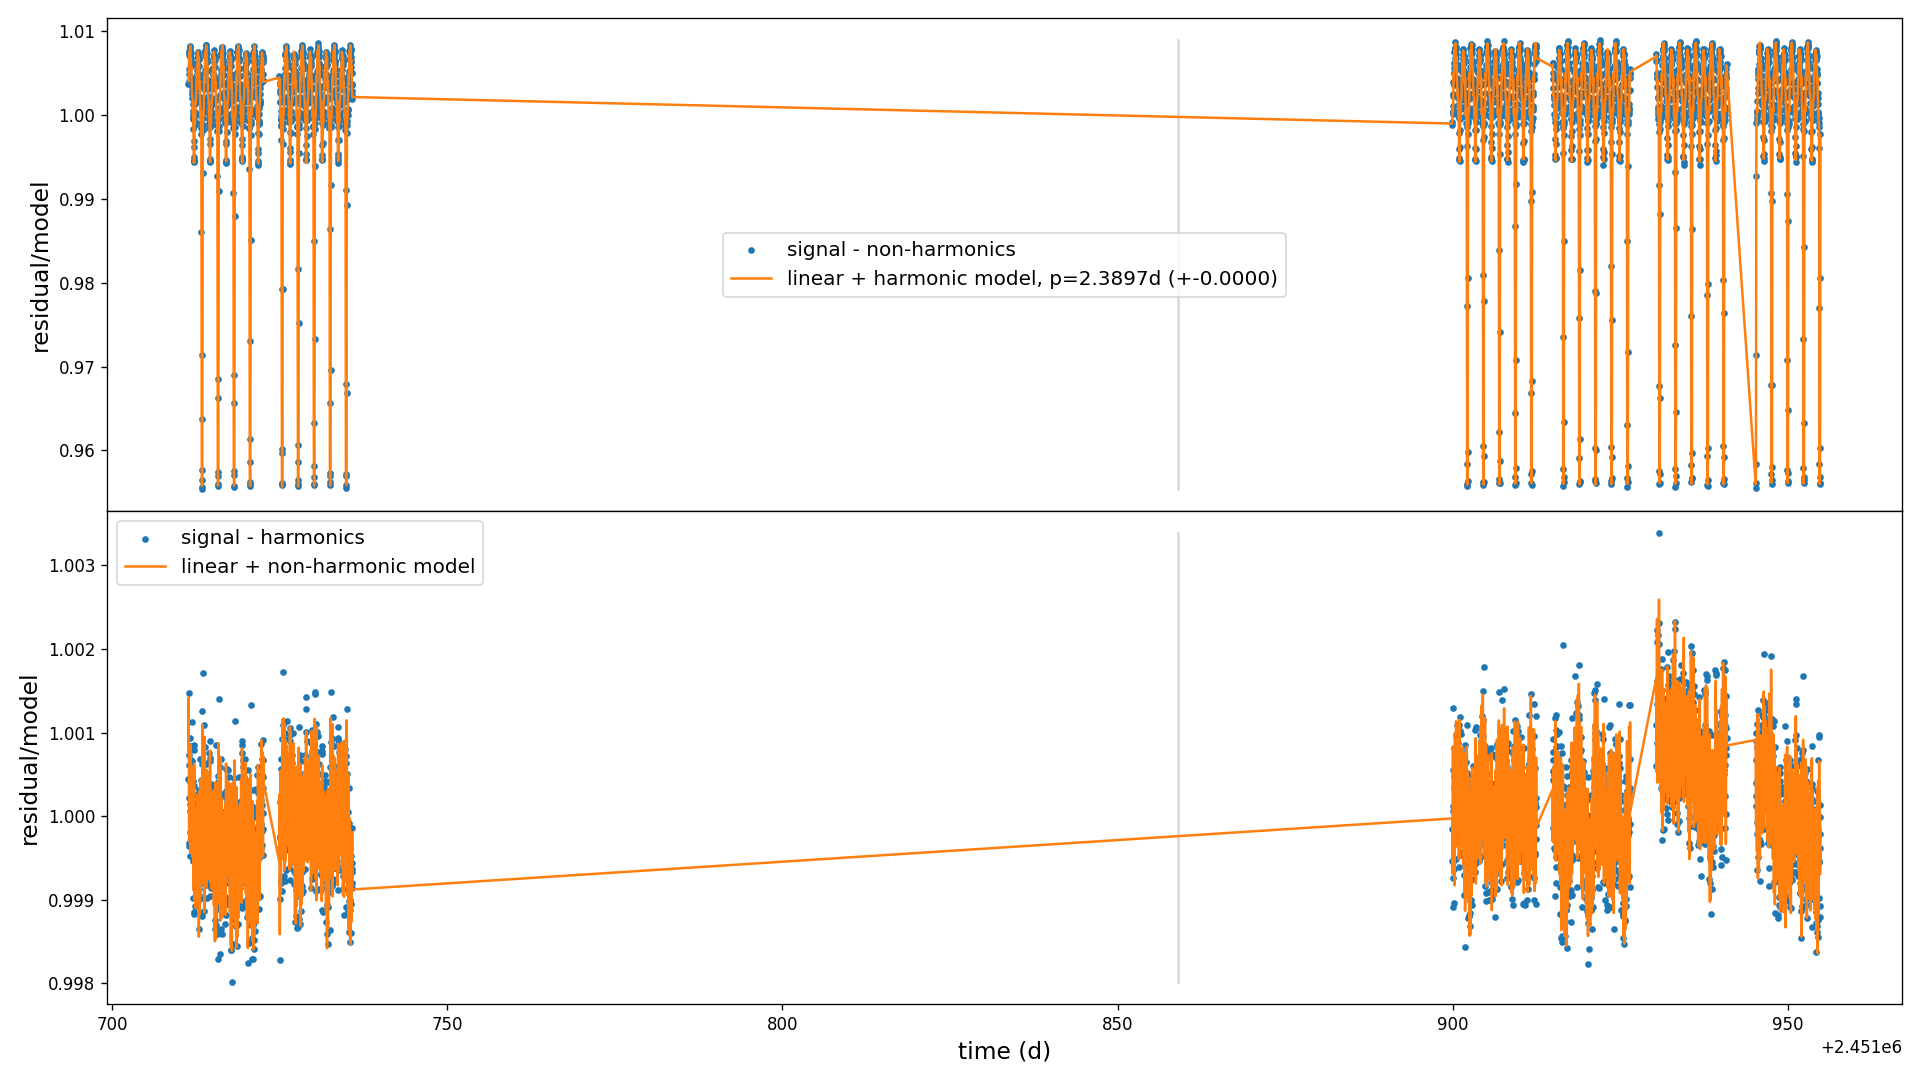 1.01
1.00
0.99
0.98
0.97
0.96
residual/model
signal - non-harmonics
linear + harmonic model, p=2.3897d (+-0.0000)
signal - harmonics
linear + non-harmonic model
1.003
1.002
1.001
1.000
0.999
0.998
residual/model
700 750 800 850 900 950
+2.451e6
time (d)